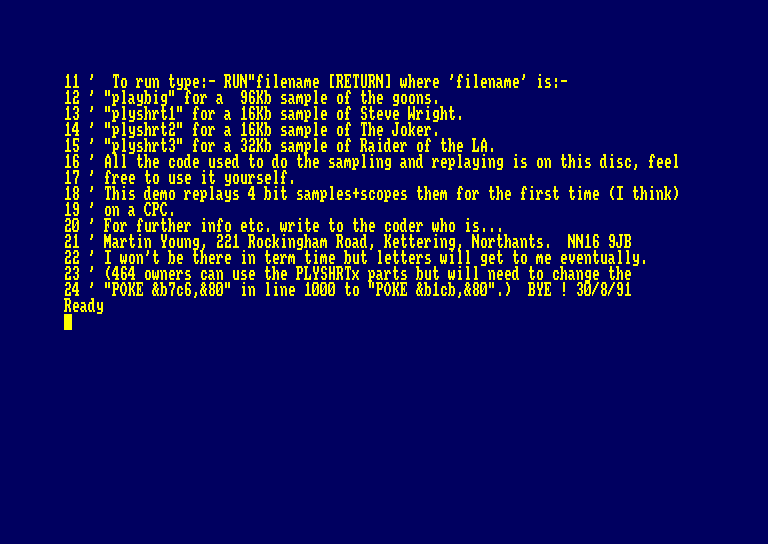 11 '  To run type:- RUN"filename [RETURN] where 'filename' is:-
12 ' "playbig" for a  96Kb sample of the goons.
13 ' "plyshrt1" for a 16Kb sample of Steve Wright.
14 ' "plyshrt2" for a 16Kb sample of The Joker.
15 ' "plyshrt3" for a 32Kb sample of Raider of the LA.
16 ' All the code used to do the sampling and replaying is on this disc, feel
17 ' free to use it yourself.
18 ' This demo replays 4 bit samples+scopes them for the first time (I think)
19 ' on a CPC.
20 ' For further info etc. write to the coder who is...
21 ' Martin Young, 221 Rockingham Road, Kettering, Northants.  NN16 9JB
22 ' I won't be there in term time but letters will get to me eventually.
23 ' (464 owners can use the PLYSHRTx parts but will need to change the
24 ' "POKE &b7c6,&80" in line 1000 to "POKE &b1cb,&80".)  BYE ! 30/8/91
Ready